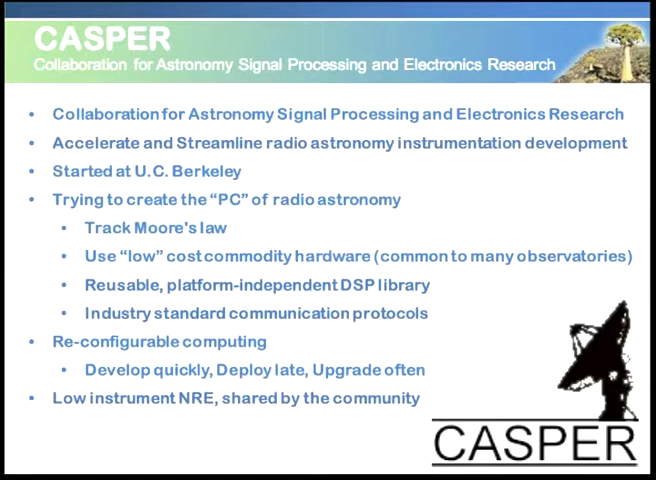 CASPER
Collaboration for Astronomy Signal Processing and Electronics Research
• Collaboration for Astronomy Signal Processing and Electronics Research
• Accelerate and Streamline radio astronomy instrumentation development
• Started at U.C. Berkeley
• Trying to create the “PC” of radio astronomy
• Track Moore's law
• Use “low” cost commodity hardware (common to many observatories)
• Reusable, platform-independent DSP library
• Industry standard communication protocols
• Re-configurable computing
• Develop quickly, Deploy late, Upgrade often
• Low instrument NRE, shared by the community
CASPER